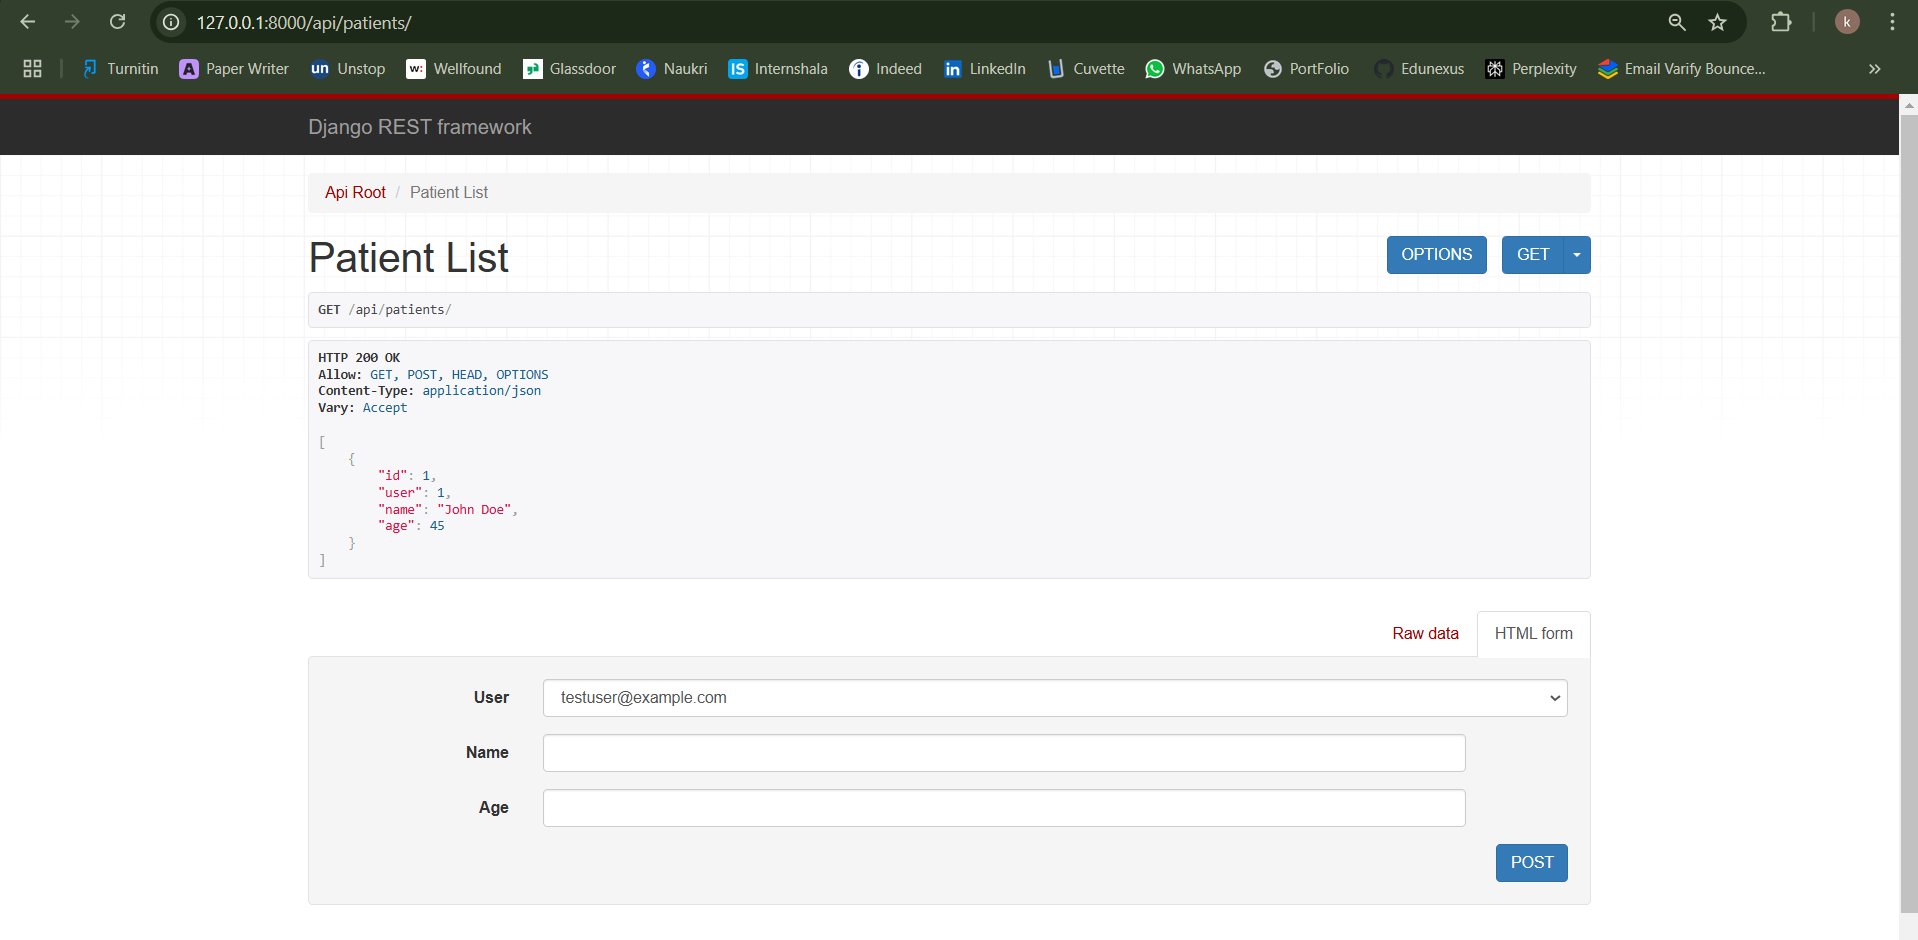 127.0.0.1:8000/api/patients/
k
Turnitin Paper Writer Unstop Wellfound Glassdoor Naukri Internshala Indeed LinkedIn Cuvette WhatsApp PortFolio Edunexus Perplexity Email Varify Bounce...
Django REST framework
Api Root / Patient List
Patient List
OPTIONS GET
GET /api/patients/
HTTP 200 OK
Allow: GET, POST, HEAD, OPTIONS
Content-Type: application/json
Vary: Accept
[
    {
        "id": 1,
        "user": 1,
        "name": "John Doe",
        "age": 45
    }
]
Raw data HTML form
User testuser@example.com
Name
Age
POST